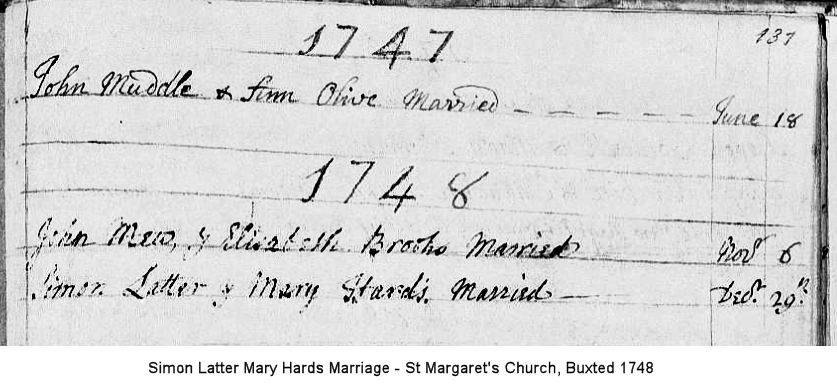 137
1747
John Muddle & Ann Olive Married June 18
1748
John Mew, & Elisabeth Brooks Married Novr 6
Simon Latter & Mary Hards. Married Decr 29th
Simon Latter Mary Hards Marriage - St Margaret's Church, Buxted 1748